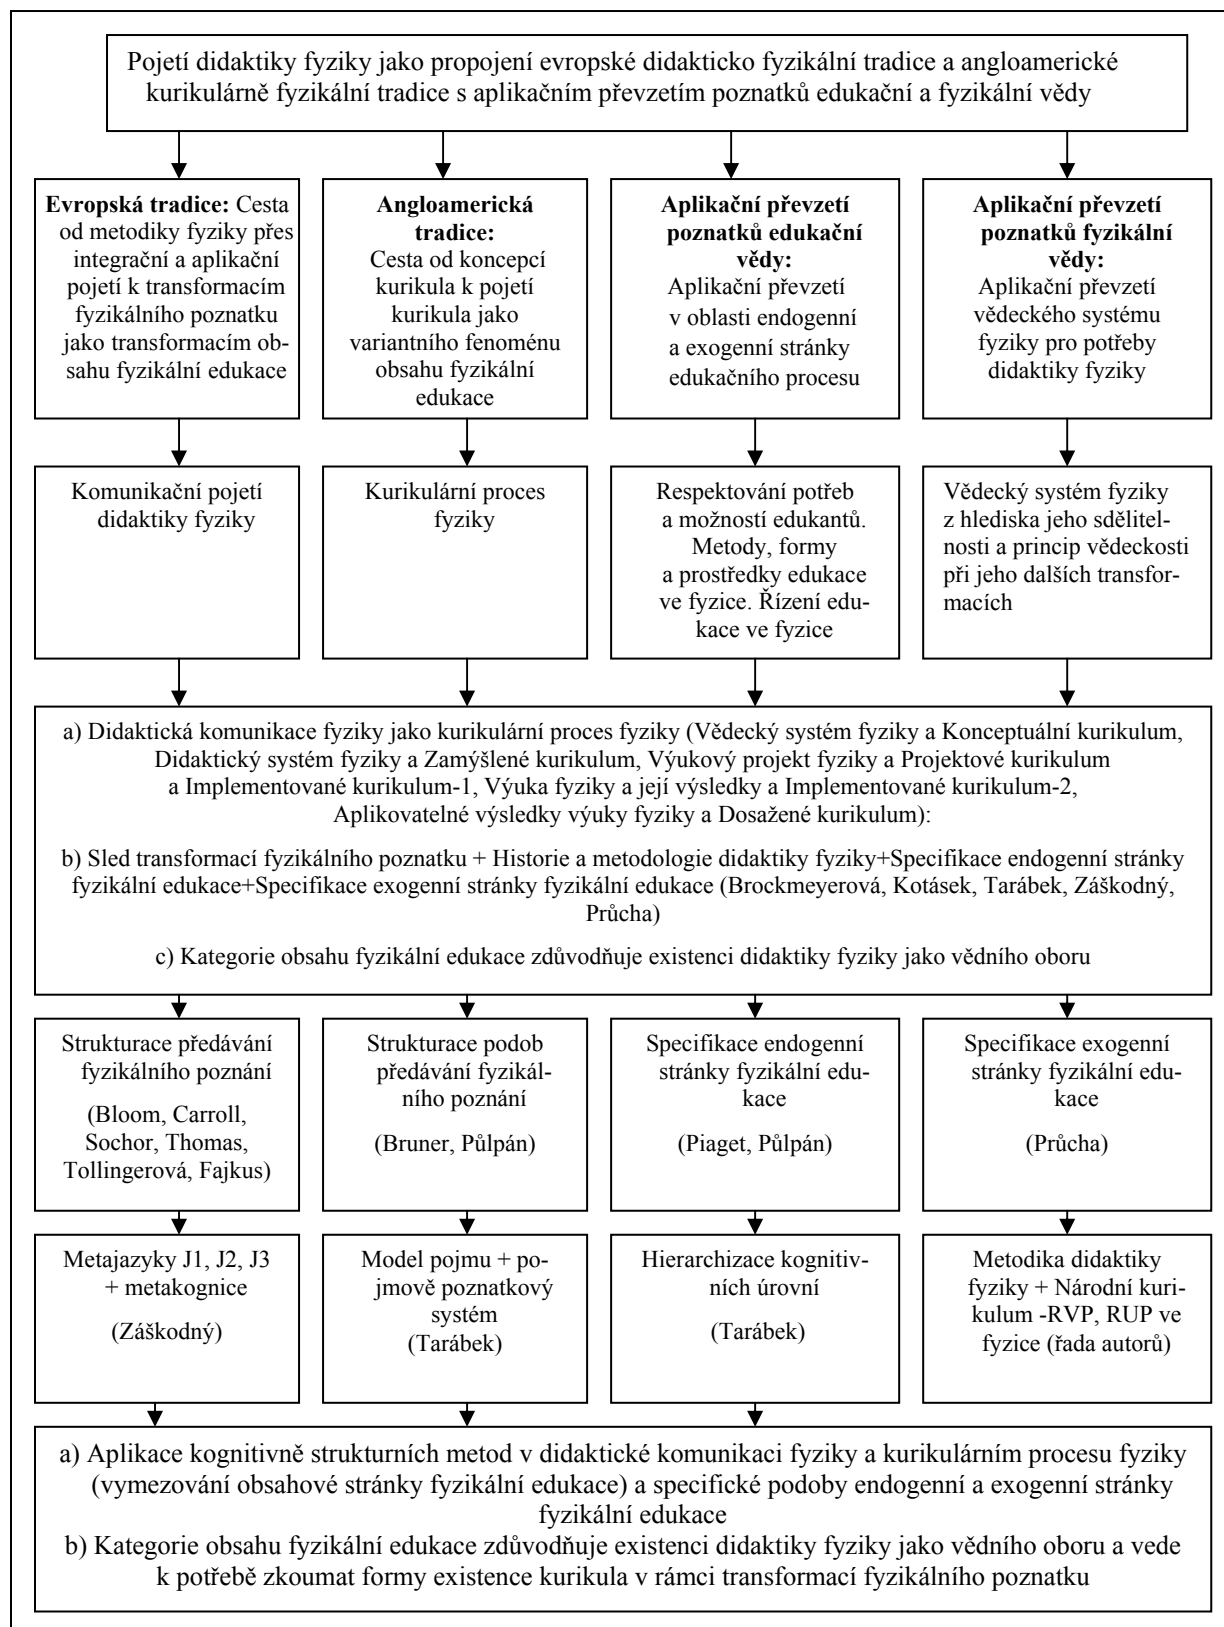 Pojetí didaktiky fyziky jako propojení evropské didakticko fyzikální tradice a angloamerické
kurikulárně fyzikální tradice s aplikačním převzetím poznatků edukační a fyzikální vědy
Evropská tradice: Cesta
od metodiky fyziky přes
integrační a aplikační
pojetí k transformacím
fyzikálního poznatku
jako transformacím ob-
sahu fyzikální edukace
Angloamerická
tradice:
Cesta od koncepcí
kurikula k pojetí
kurikula jako
variantního fenoménu
obsahu fyzikální
edukace
Aplikační převzetí
poznatků edukační
vědy:
Aplikační převzetí
v oblasti endogenní
a exogenní stránky
edukačního procesu
Aplikační převzetí
poznatků fyzikální
vědy:
Aplikační převzetí
vědeckého systému
fyziky pro potřeby
didaktiky fyziky
Komunikační pojetí
didaktiky fyziky
Kurikulární proces
fyziky
Respektování potřeb
a možností edukantů.
Metody, formy
a prostředky edukace
ve fyzice. Řízení edu-
kace ve fyzice
Vědecký systém fyziky
z hlediska jeho sdělitel-
nosti a princip vědeckosti
při jeho dalších transfor-
macích
a) Didaktická komunikace fyziky jako kurikulární proces fyziky (Vědecký systém fyziky a Konceptuální kurikulum,
Didaktický systém fyziky a Zamýšlené kurikulum, Výukový projekt fyziky a Projektové kurikulum
a Implementované kurikulum-1, Výuka fyziky a její výsledky a Implementované kurikulum-2,
Aplikovatelné výsledky výuky fyziky a Dosažené kurikulum):
b) Sled transformací fyzikálního poznatku + Historie a metodologie didaktiky fyziky+Specifikace endogenní stránky
fyzikální edukace+Specifikace exogenní stránky fyzikální edukace (Brockmeyerová, Kotásek, Tarábek, Záškodný,
Průcha)
c) Kategorie obsahu fyzikální edukace zdůvodňuje existenci didaktiky fyziky jako vědního oboru
Strukturace předávání
fyzikálního poznání
(Bloom, Carroll,
Sochor, Thomas,
Tollingerová, Fajkus)
Strukturace podob
předávání fyzikál-
ního poznání
(Bruner, Půlpán)
Specifikace endogenní
stránky fyzikální edu-
kace
(Piaget, Půlpán)
Specifikace exogenní
stránky fyzikální edu-
kace
(Průcha)
Metajazyky J1, J2, J3
+ metakognice
(Záškodný)
Model pojmu + po-
jmově poznatkový
systém
(Tarábek)
Hierarchizace kognitiv-
ních úrovní
(Tarábek)
Metodika didaktiky
fyziky + Národní kuri-
kulum -RVP, RUP ve
fyzice (řada autorů)
a) Aplikace kognitivně strukturních metod v didaktické komunikaci fyziky a kurikulárním procesu fyziky
(vymezování obsahové stránky fyzikální edukace) a specifické podoby endogenní a exogenní stránky
fyzikální edukace
b) Kategorie obsahu fyzikální edukace zdůvodňuje existenci didaktiky fyziky jako vědního oboru a vede
k potřebě zkoumat formy existence kurikula v rámci transformací fyzikálního poznatku